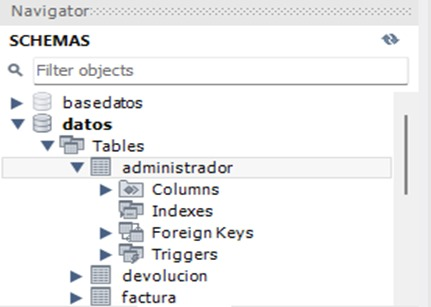 Navigator
SCHEMAS
Filter objects
basedatos
datos
Tables
administrador
Columns
Indexes
Foreign Keys
Triggers
devolucion
factura